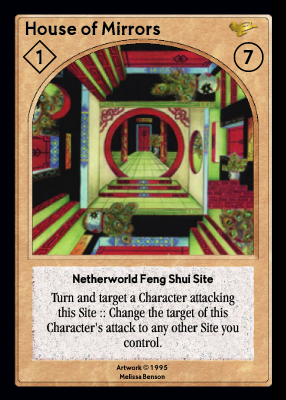 House of Mirrors
1
7
Netherworld Feng Shui Site
Turn and target a Character attacking
this Site :: Change the target of this
Character's attack to any other Site you
control.
Artwork © 1995
Melissa Benson